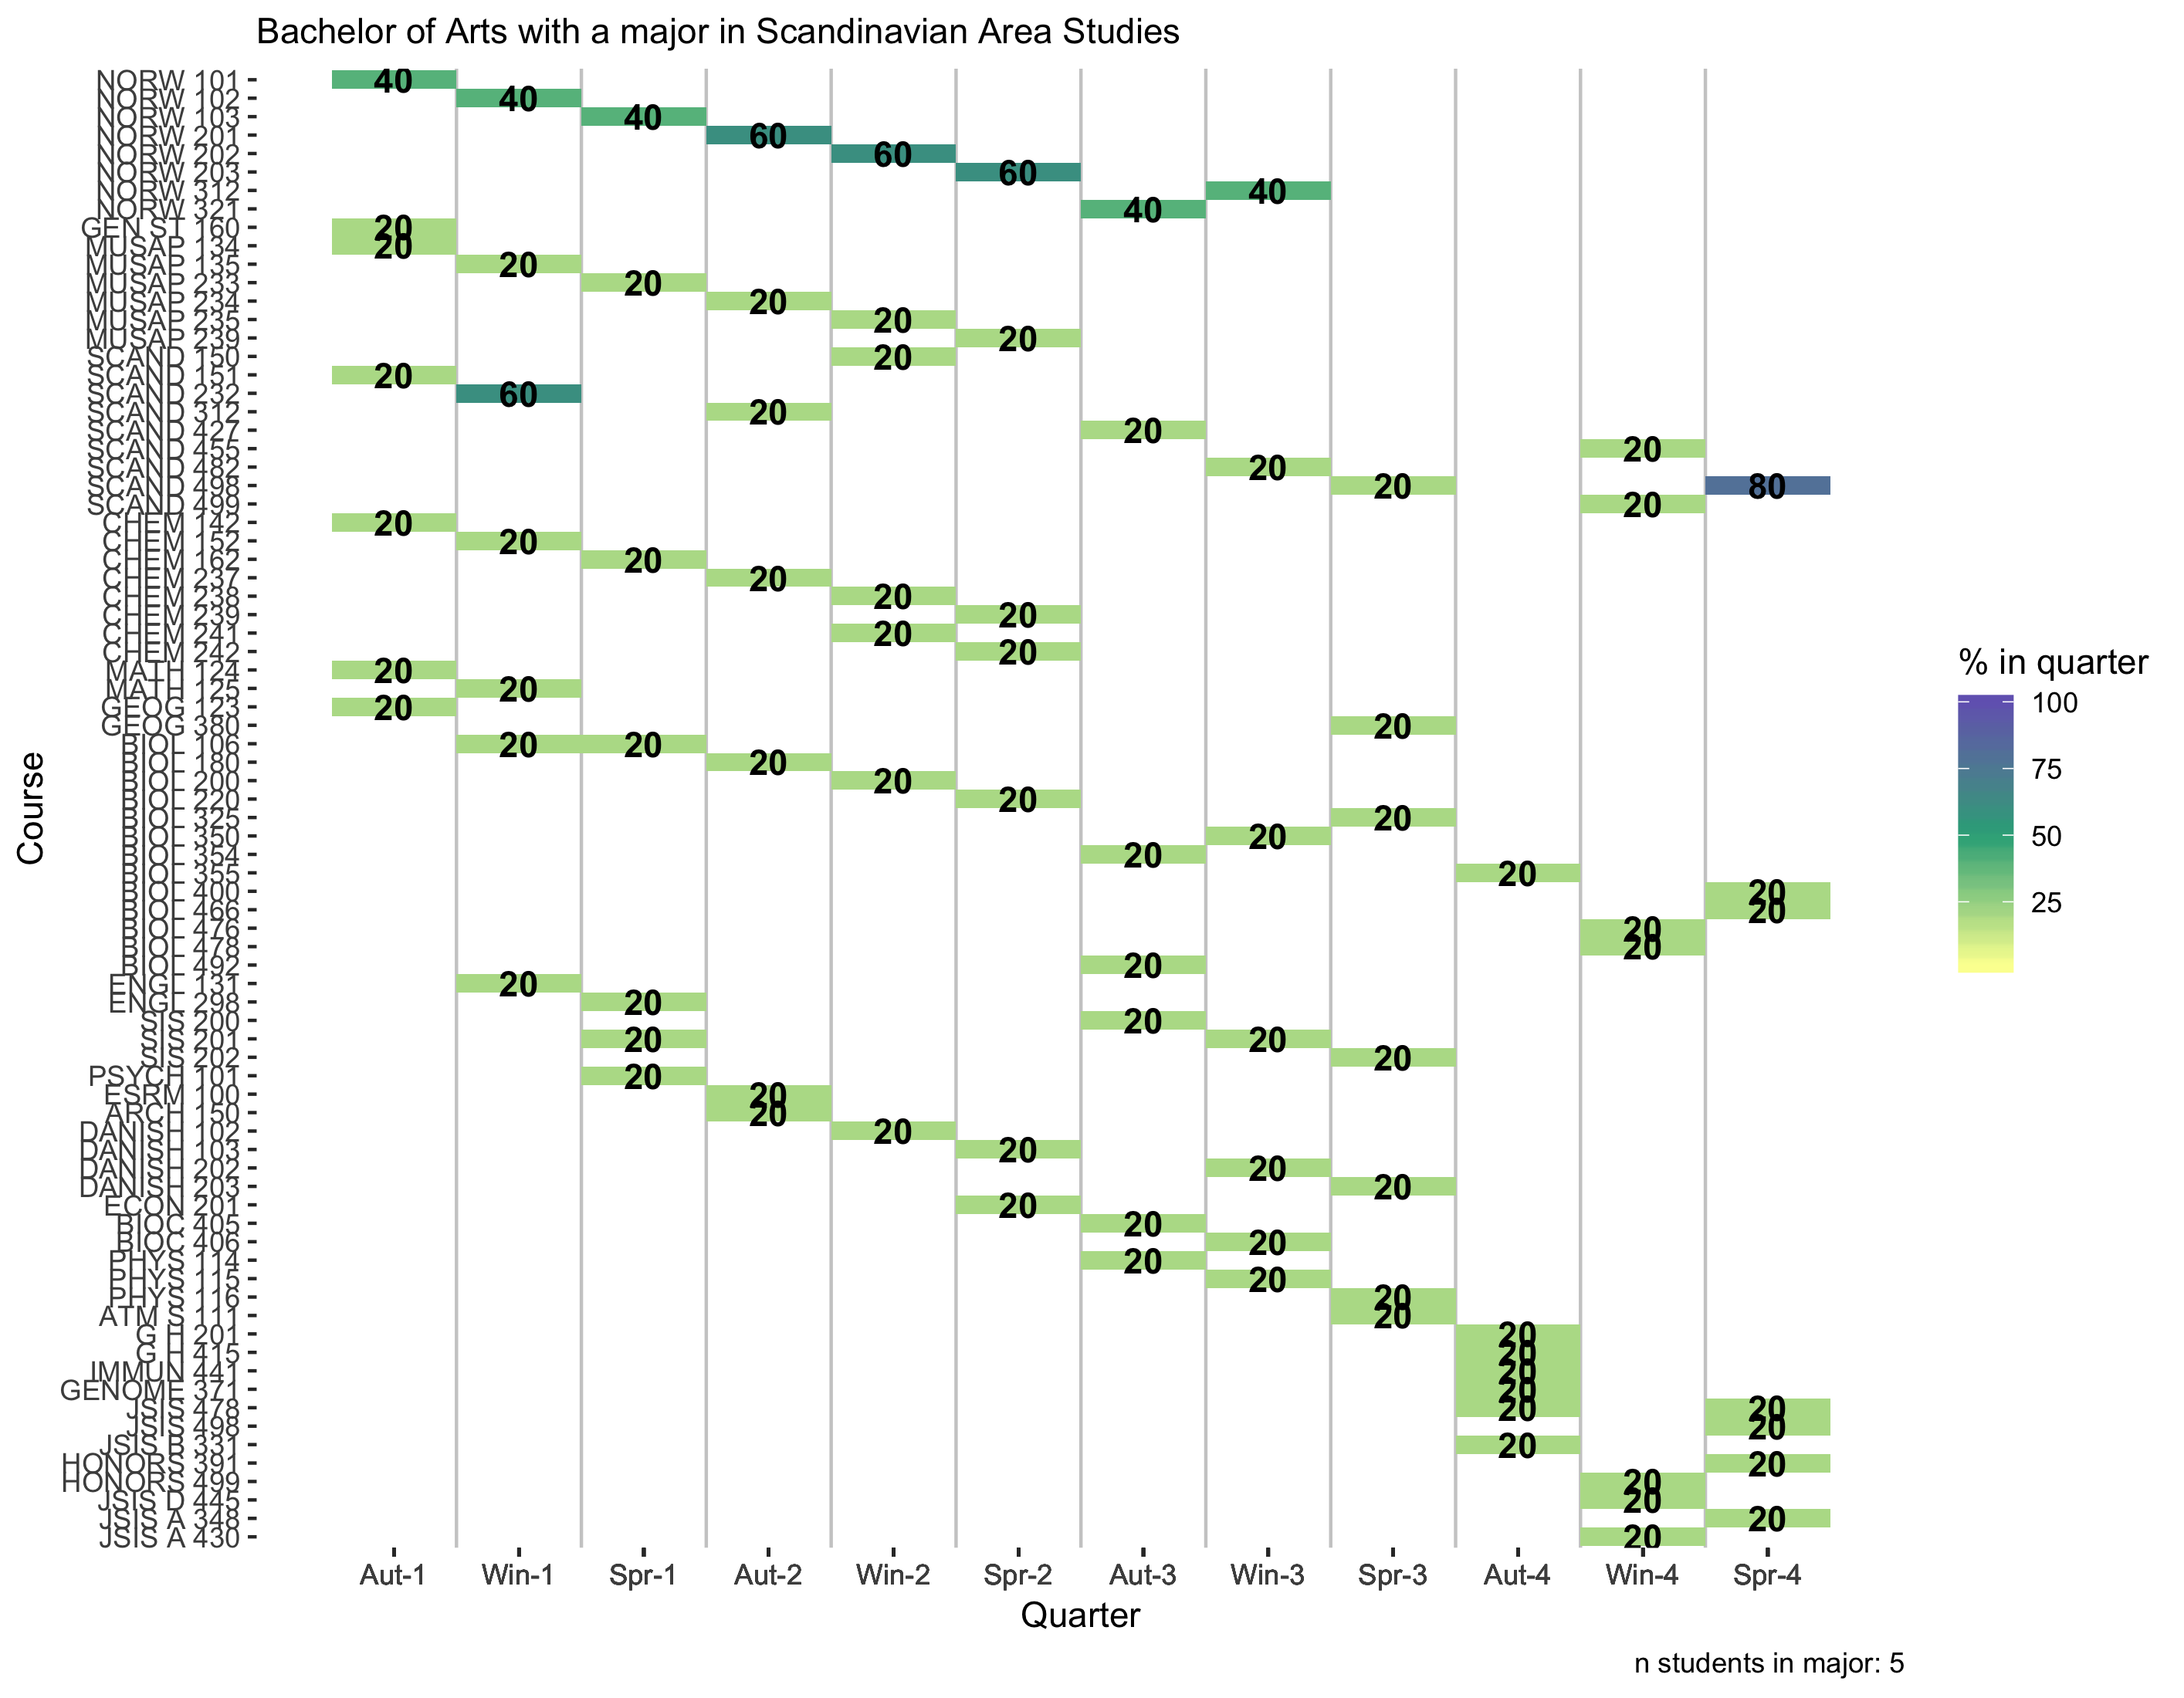 Bachelor of Arts with a major in Scandinavian Area Studies
NORW 101 40
NORW 102 40
NORW 103 40
NORW 201 60
NORW 202 60
NORW 203 60
NORW 312 40
NORW 321 40
GEN ST 160 20
MUSAP 134 20
MUSAP 135 20
MUSAP 233 20
MUSAP 234 20
MUSAP 235 20
MUSAP 239 20
SCAND 150 20
SCAND 151 20
SCAND 232 60
SCAND 312 20
SCAND 427 20
SCAND 455 20
SCAND 482 20
SCAND 498 20 80
SCAND 499 20
CHEM 142 20
CHEM 152 20
CHEM 162 20
CHEM 237 20
CHEM 238 20
CHEM 239 20
CHEM 241 20
CHEM 242 20
MATH 124 20
MATH 125 20
GEOG 123 20
GEOG 380 20
BIOL 106 20 20
BIOL 180 20
BIOL 200 20
BIOL 220 20
BIOL 325 20
BIOL 350 20
BIOL 354 20
BIOL 355 20
BIOL 400 20
BIOL 466 20
BIOL 476 20
BIOL 478 20
BIOL 492 20
ENGL 131 20
ENGL 298 20
SIS 200 20
SIS 201 20 20
SIS 202 20
PSYCH 101 20
ESRM 100 20
ARCH 150 20
DANISH 102 20
DANISH 103 20
DANISH 202 20
DANISH 203 20
ECON 201 20
BIOC 405 20
BIOC 406 20
PHYS 114 20
PHYS 115 20
PHYS 116 20
ATM S 111 20
G H 201 20
G H 415 20
IMMUN 441 20
GENOME 371 20
JSIS 478 20 20
JSIS 498 20
JSIS B 331 20
HONORS 391 20
HONORS 499 20
JSIS D 445 20
JSIS A 348 20
JSIS A 430 20
Course
Aut-1 Win-1 Spr-1 Aut-2 Win-2 Spr-2 Aut-3 Win-3 Spr-3 Aut-4 Win-4 Spr-4
Quarter
% in quarter
100
75
50
25
n students in major: 5